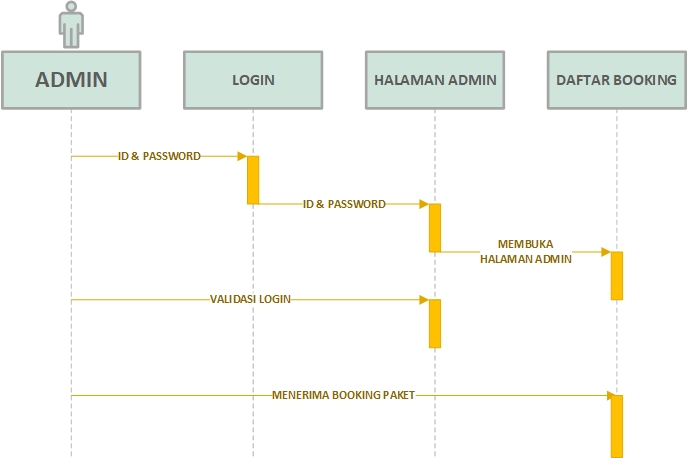 ADMIN
LOGIN
HALAMAN ADMIN
DAFTAR BOOKING
ID & PASSWORD
ID & PASSWORD
MEMBUKA
HALAMAN ADMIN
VALIDASI LOGIN
MENERIMA BOOKING PAKET